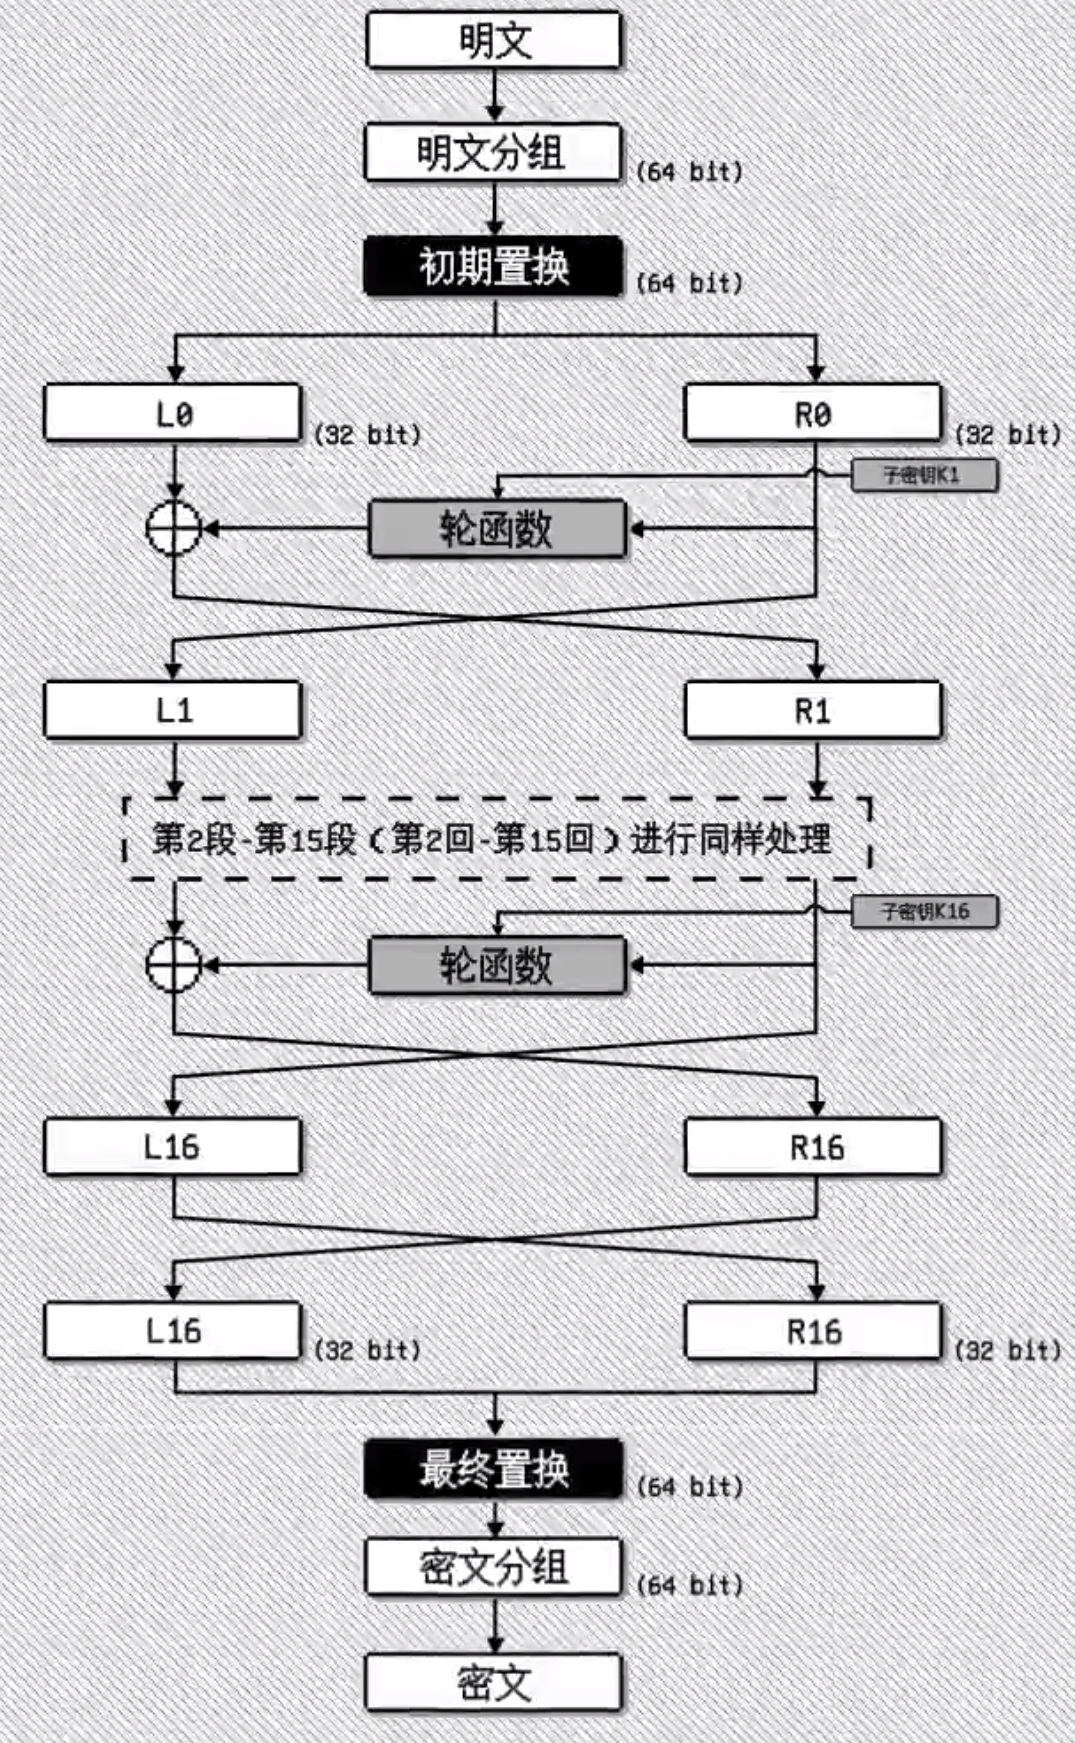 明文
明文分组
(64 bit)
初期置换
(64 bit)
L0
(32 bit)
R0
(32 bit)
子密钥K1
轮函数
L1
R1
第2段-第15段(第2回-第15回)进行同样处理
子密钥K16
轮函数
L16
R16
L16
(32 bit)
R16
(32 bit)
最终置换
(64 bit)
密文分组
(64 bit)
密文